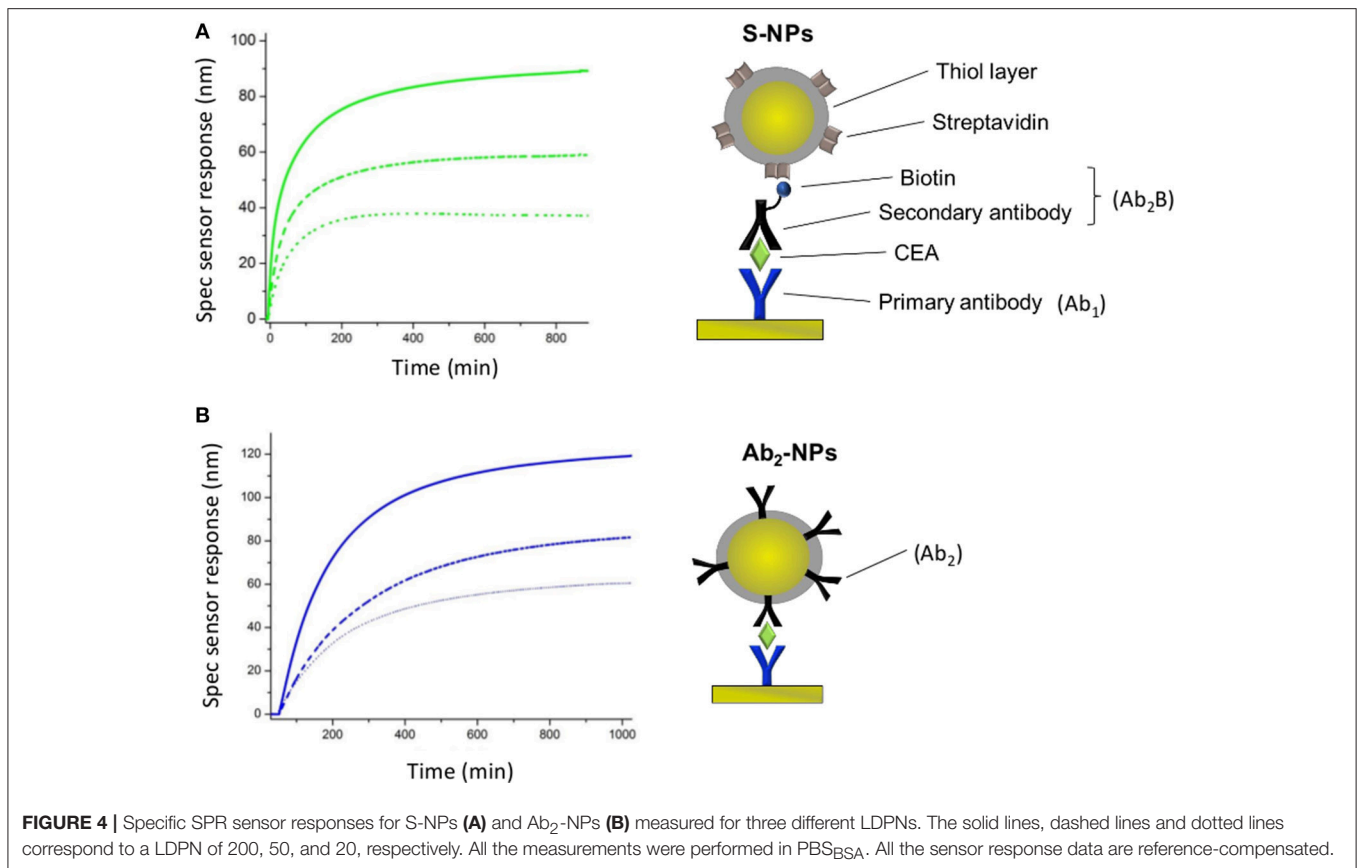 A
Spec sensor response (nm)
100
80
60
40
20
0
0 200 400 600 800
Time (min)
S-NPs
Thiol layer
Streptavidin
Biotin
Secondary antibody
(Ab₂B)
CEA
Primary antibody (Ab₁)
B
Spec sensor response (nm)
120
100
80
60
40
20
0
200 400 600 800 1000
Time (min)
Ab₂-NPs
(Ab₂)
FIGURE 4 | Specific SPR sensor responses for S-NPs (A) and Ab₂-NPs (B) measured for three different LDPNs. The solid lines, dashed lines and dotted lines
correspond to a LDPN of 200, 50, and 20, respectively. All the measurements were performed in PBS_BSA. All the sensor response data are reference-compensated.